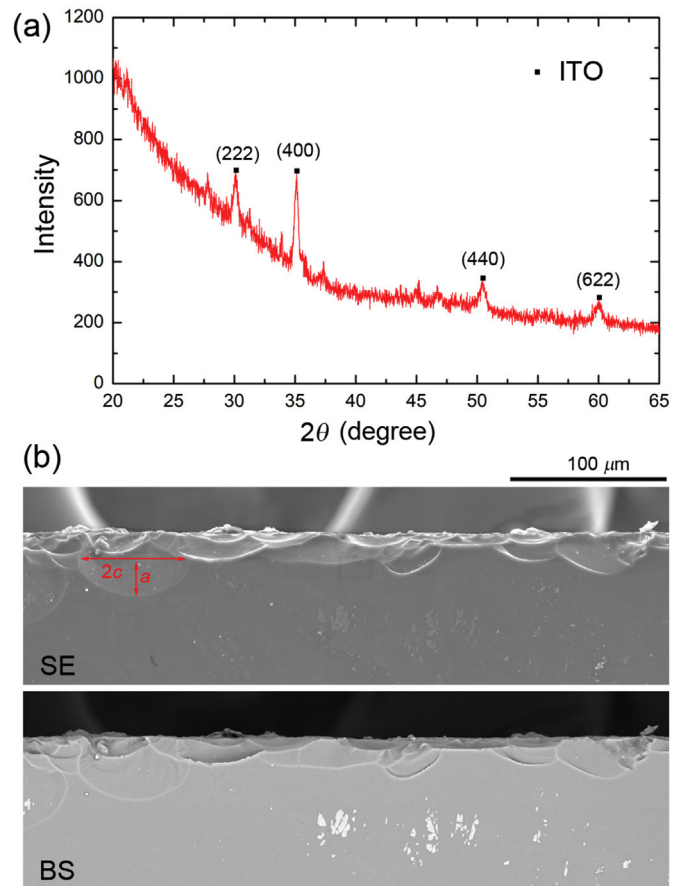 (a)
1200
1000
800
600
400
200
0
Intensity
■ ITO
(222)
(400)
(440)
(622)
20 25 30 35 40 45 50 55 60 65
2θ (degree)
(b)
100 μm
2c
a
SE
BS